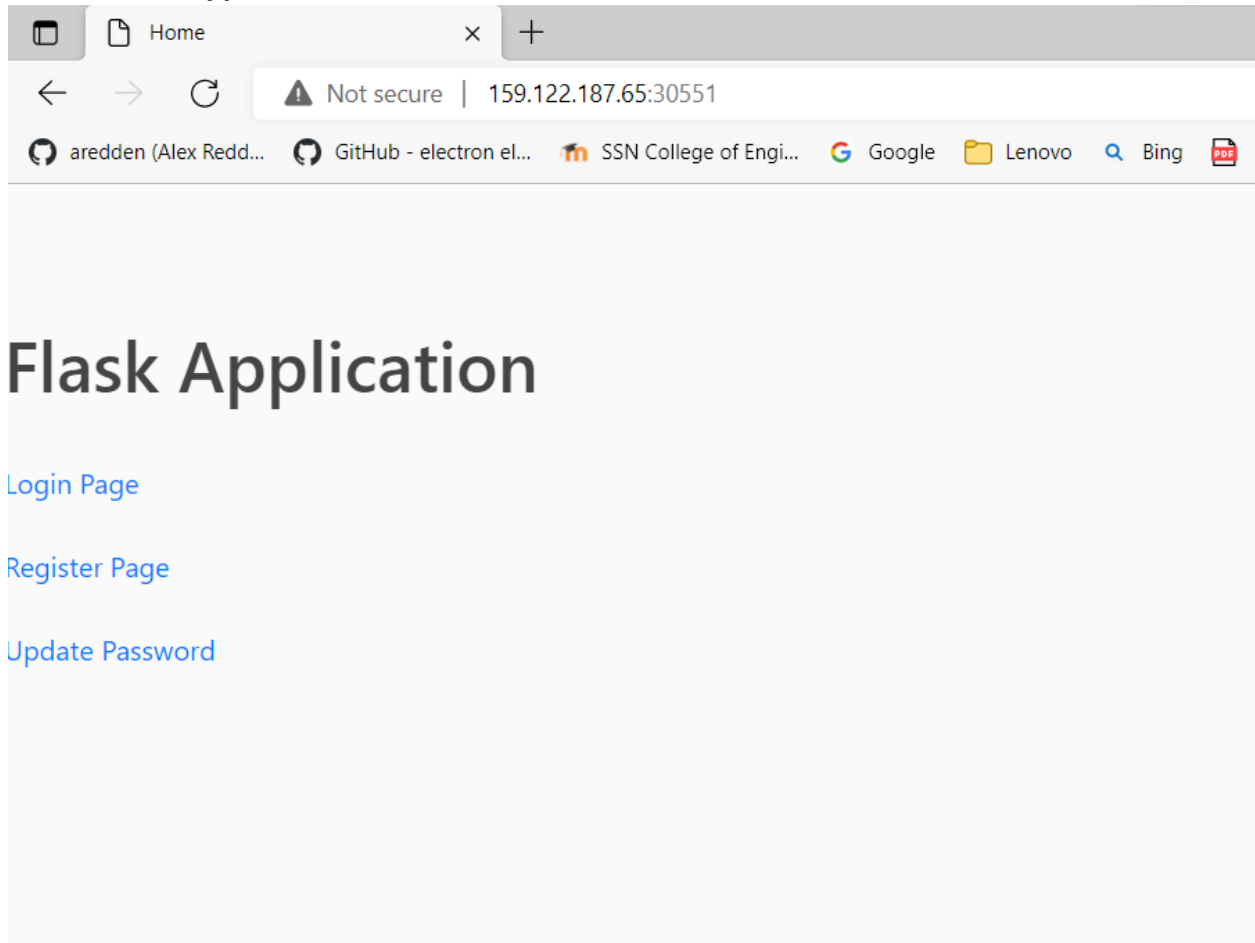 Home
Not secure | 159.122.187.65:30551
aredden (Alex Redd... GitHub - electron el... SSN College of Engi... Google Lenovo Bing PDF
Flask Application
Login Page
Register Page
Update Password